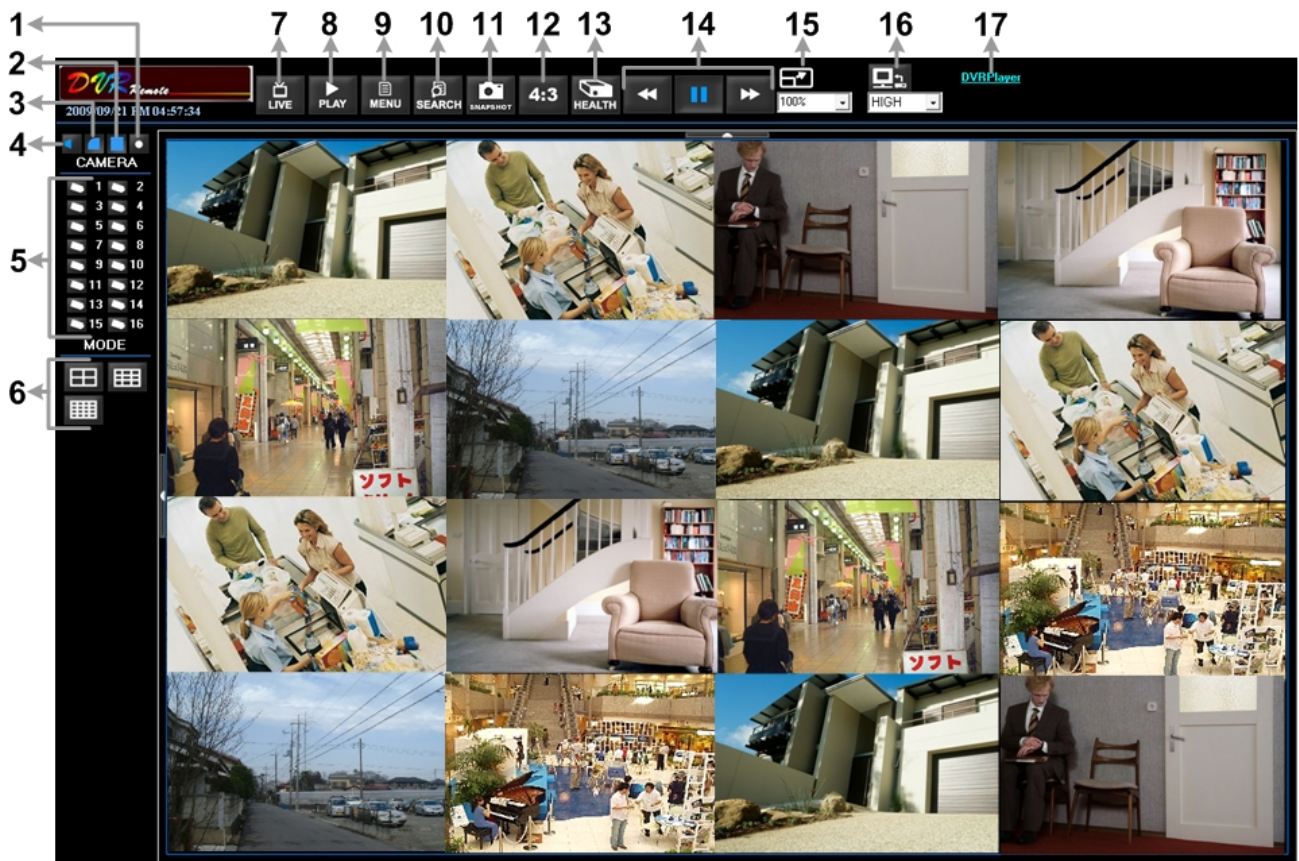 1
2
3
4
5
6
7 8 9 10 11 12 13 14 15 16 17
DVR Remote
2009/09/21 PM 04:57:34
LIVE PLAY MENU SEARCH SNAPSHOT 4:3 HEALTH
100% HIGH
DVRPlayer
CAMERA
1 2
3 4
5 6
7 8
9 10
11 12
13 14
15 16
MODE
ソフト
ソフト